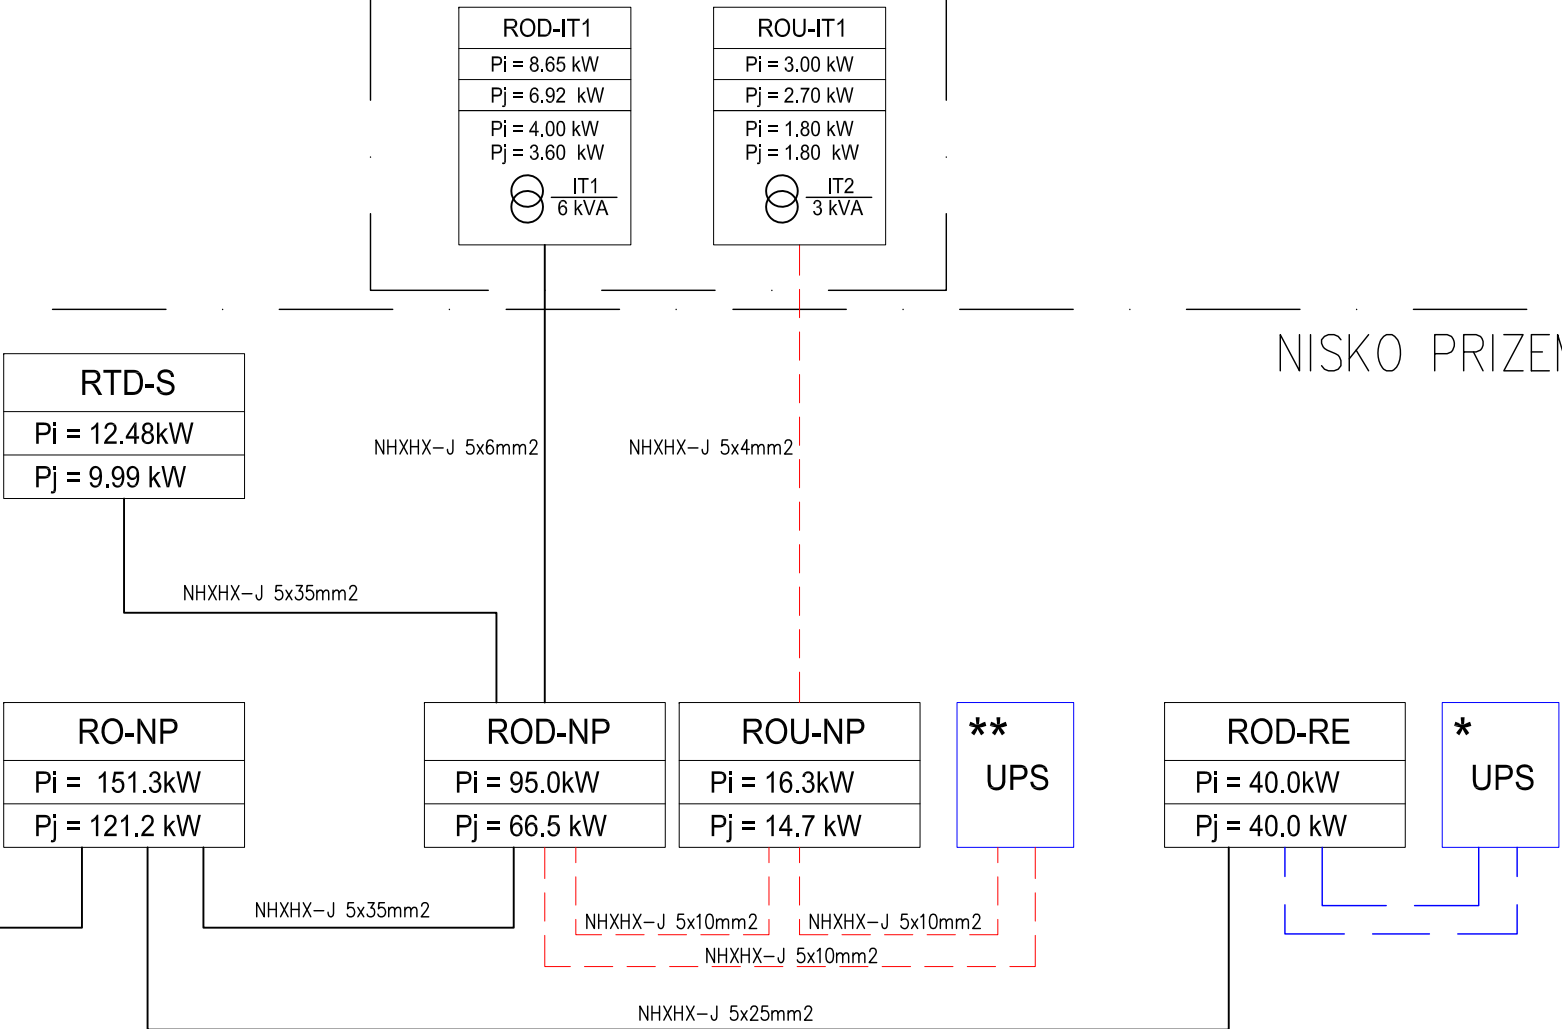 ROD-IT1
Pi = 8.65 kW
Pj = 6.92 kW
Pi = 4.00 kW
Pj = 3.60 kW
IT1
6 kVA
ROU-IT1
Pi = 3.00 kW
Pj = 2.70 kW
Pi = 1.80 kW
Pj = 1.80 kW
IT2
3 kVA
NISKO PRIZEM
RTD-S
Pi = 12.48kW
Pj = 9.99 kW
NHXHX-J 5x6mm2
NHXHX-J 5x4mm2
NHXHX-J 5x35mm2
RO-NP
Pi = 151.3kW
Pj = 121.2 kW
ROD-NP
Pi = 95.0kW
Pj = 66.5 kW
ROU-NP
Pi = 16.3kW
Pj = 14.7 kW
**
UPS
ROD-RE
Pi = 40.0kW
Pj = 40.0 kW
*
UPS
NHXHX-J 5x35mm2
NHXHX-J 5x10mm2
NHXHX-J 5x10mm2
NHXHX-J 5x10mm2
NHXHX-J 5x25mm2